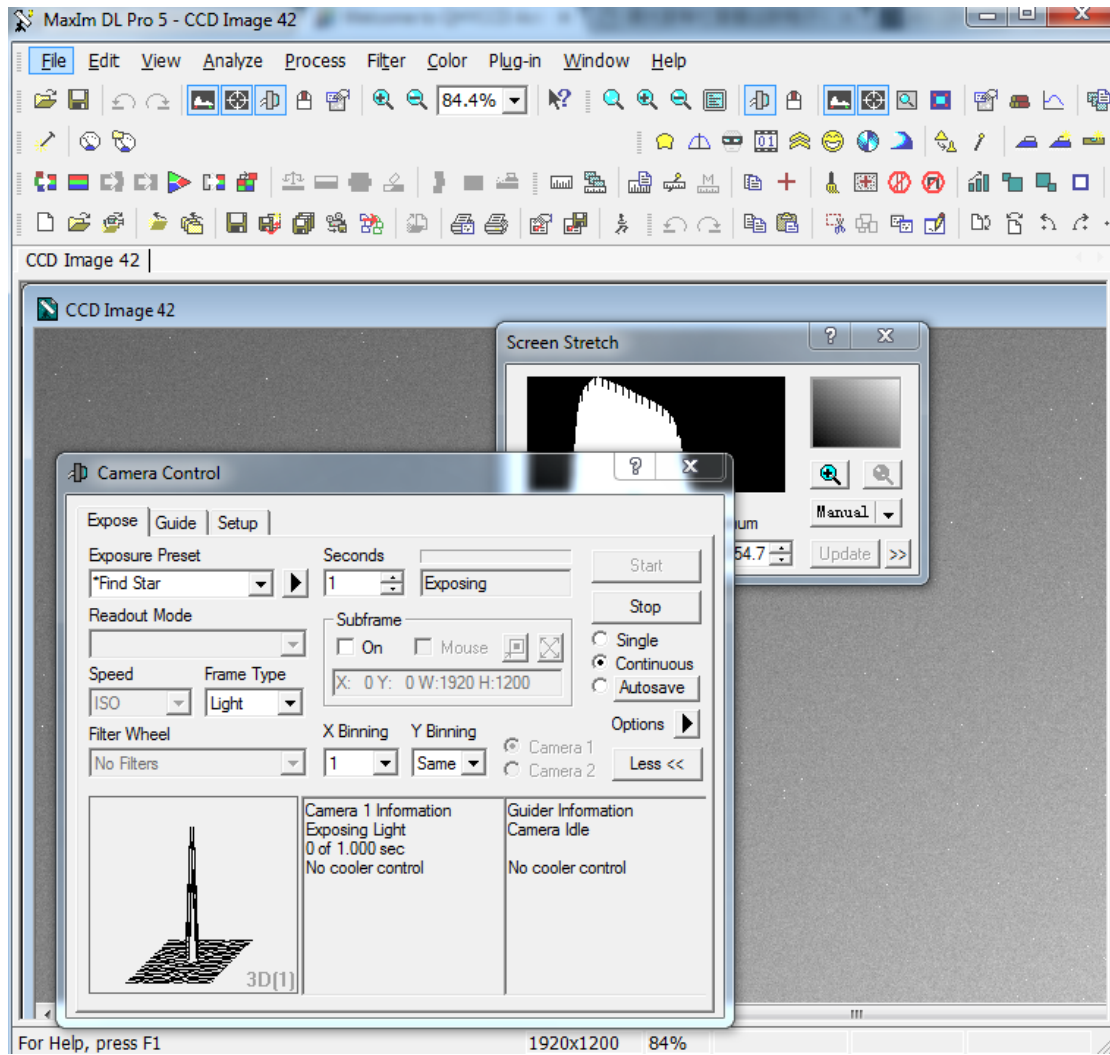 MaxIm DL Pro 5 - CCD Image 42
File Edit View Analyze Process Filter Color Plug-in Window Help
84.4%
CCD Image 42
CCD Image 42
Screen Stretch
Manual
54.7 Update >>
Camera Control
Expose Guide Setup
Exposure Preset Seconds
*Find Star 1 Exposing Start
Stop
Readout Mode Subframe
On Mouse Single
Continuous
Speed Frame Type X: 0 Y: 0 W:1920 H:1200
ISO Light Autosave
Options
Filter Wheel X Binning Y Binning Camera 1
No Filters 1 Same Camera 2 Less <<
Camera 1 Information
Exposing Light
0 of 1.000 sec
No cooler control
Guider Information
Camera Idle
No cooler control
3D(1)
For Help, press F1 1920x1200 84%